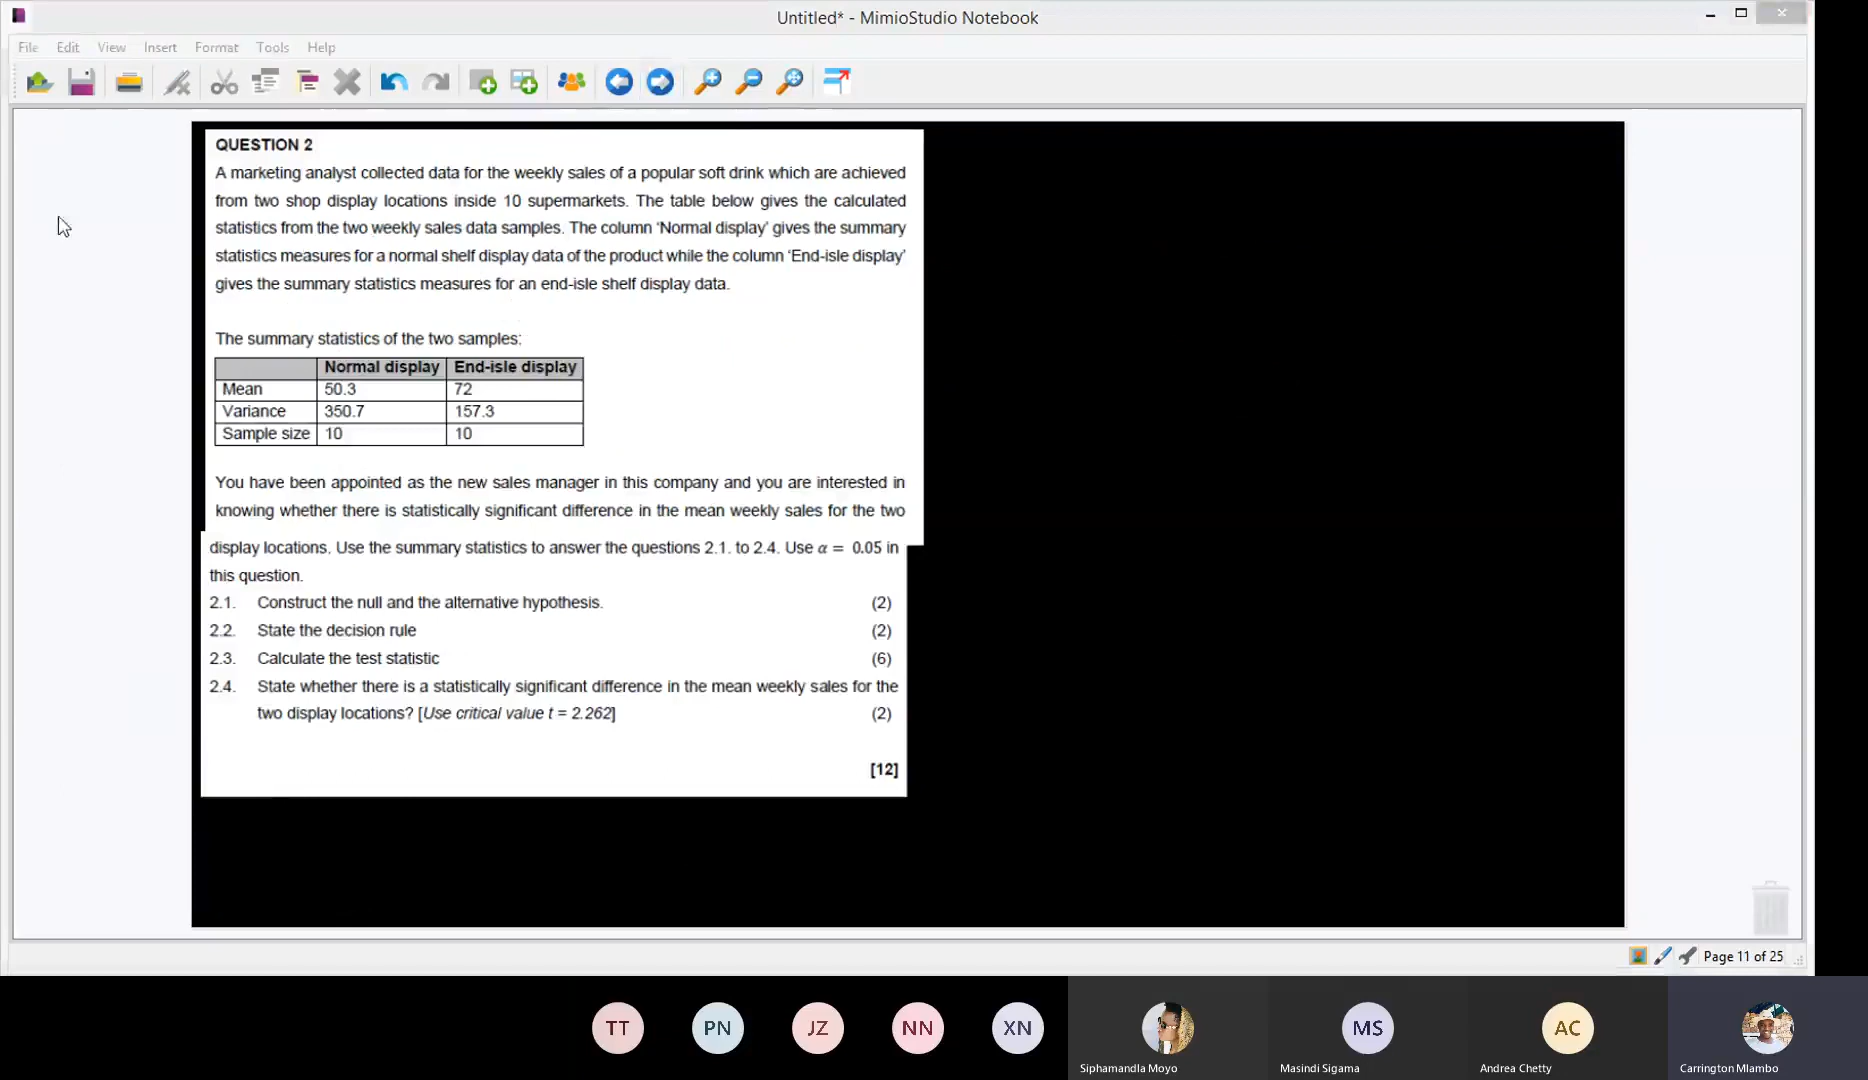 Untitled* - MimioStudio Notebook
File Edit View Insert Format Tools Help
QUESTION 2
A marketing analyst collected data for the weekly sales of a popular soft drink which are achieved
from two shop display locations inside 10 supermarkets. The table below gives the calculated
statistics from the two weekly sales data samples. The column ‘Normal display’ gives the summary
statistics measures for a normal shelf display data of the product while the column ‘End-isle display’
gives the summary statistics measures for an end-isle shelf display data.
The summary statistics of the two samples:
Normal display End-isle display
Mean 50.3 72
Variance 350.7 157.3
Sample size 10 10
You have been appointed as the new sales manager in this company and you are interested in
knowing whether there is statistically significant difference in the mean weekly sales for the two
display locations. Use the summary statistics to answer the questions 2.1. to 2.4. Use α = 0.05 in
this question.
2.1. Construct the null and the alternative hypothesis. (2)
2.2. State the decision rule (2)
2.3. Calculate the test statistic (6)
2.4. State whether there is a statistically significant difference in the mean weekly sales for the
two display locations? [Use critical value t = 2.262] (2)
[12]
Page 11 of 25
TT PN JZ NN XN MS AC
Siphamandla Moyo Masindi Sigama Andrea Chetty Carrington Mlambo